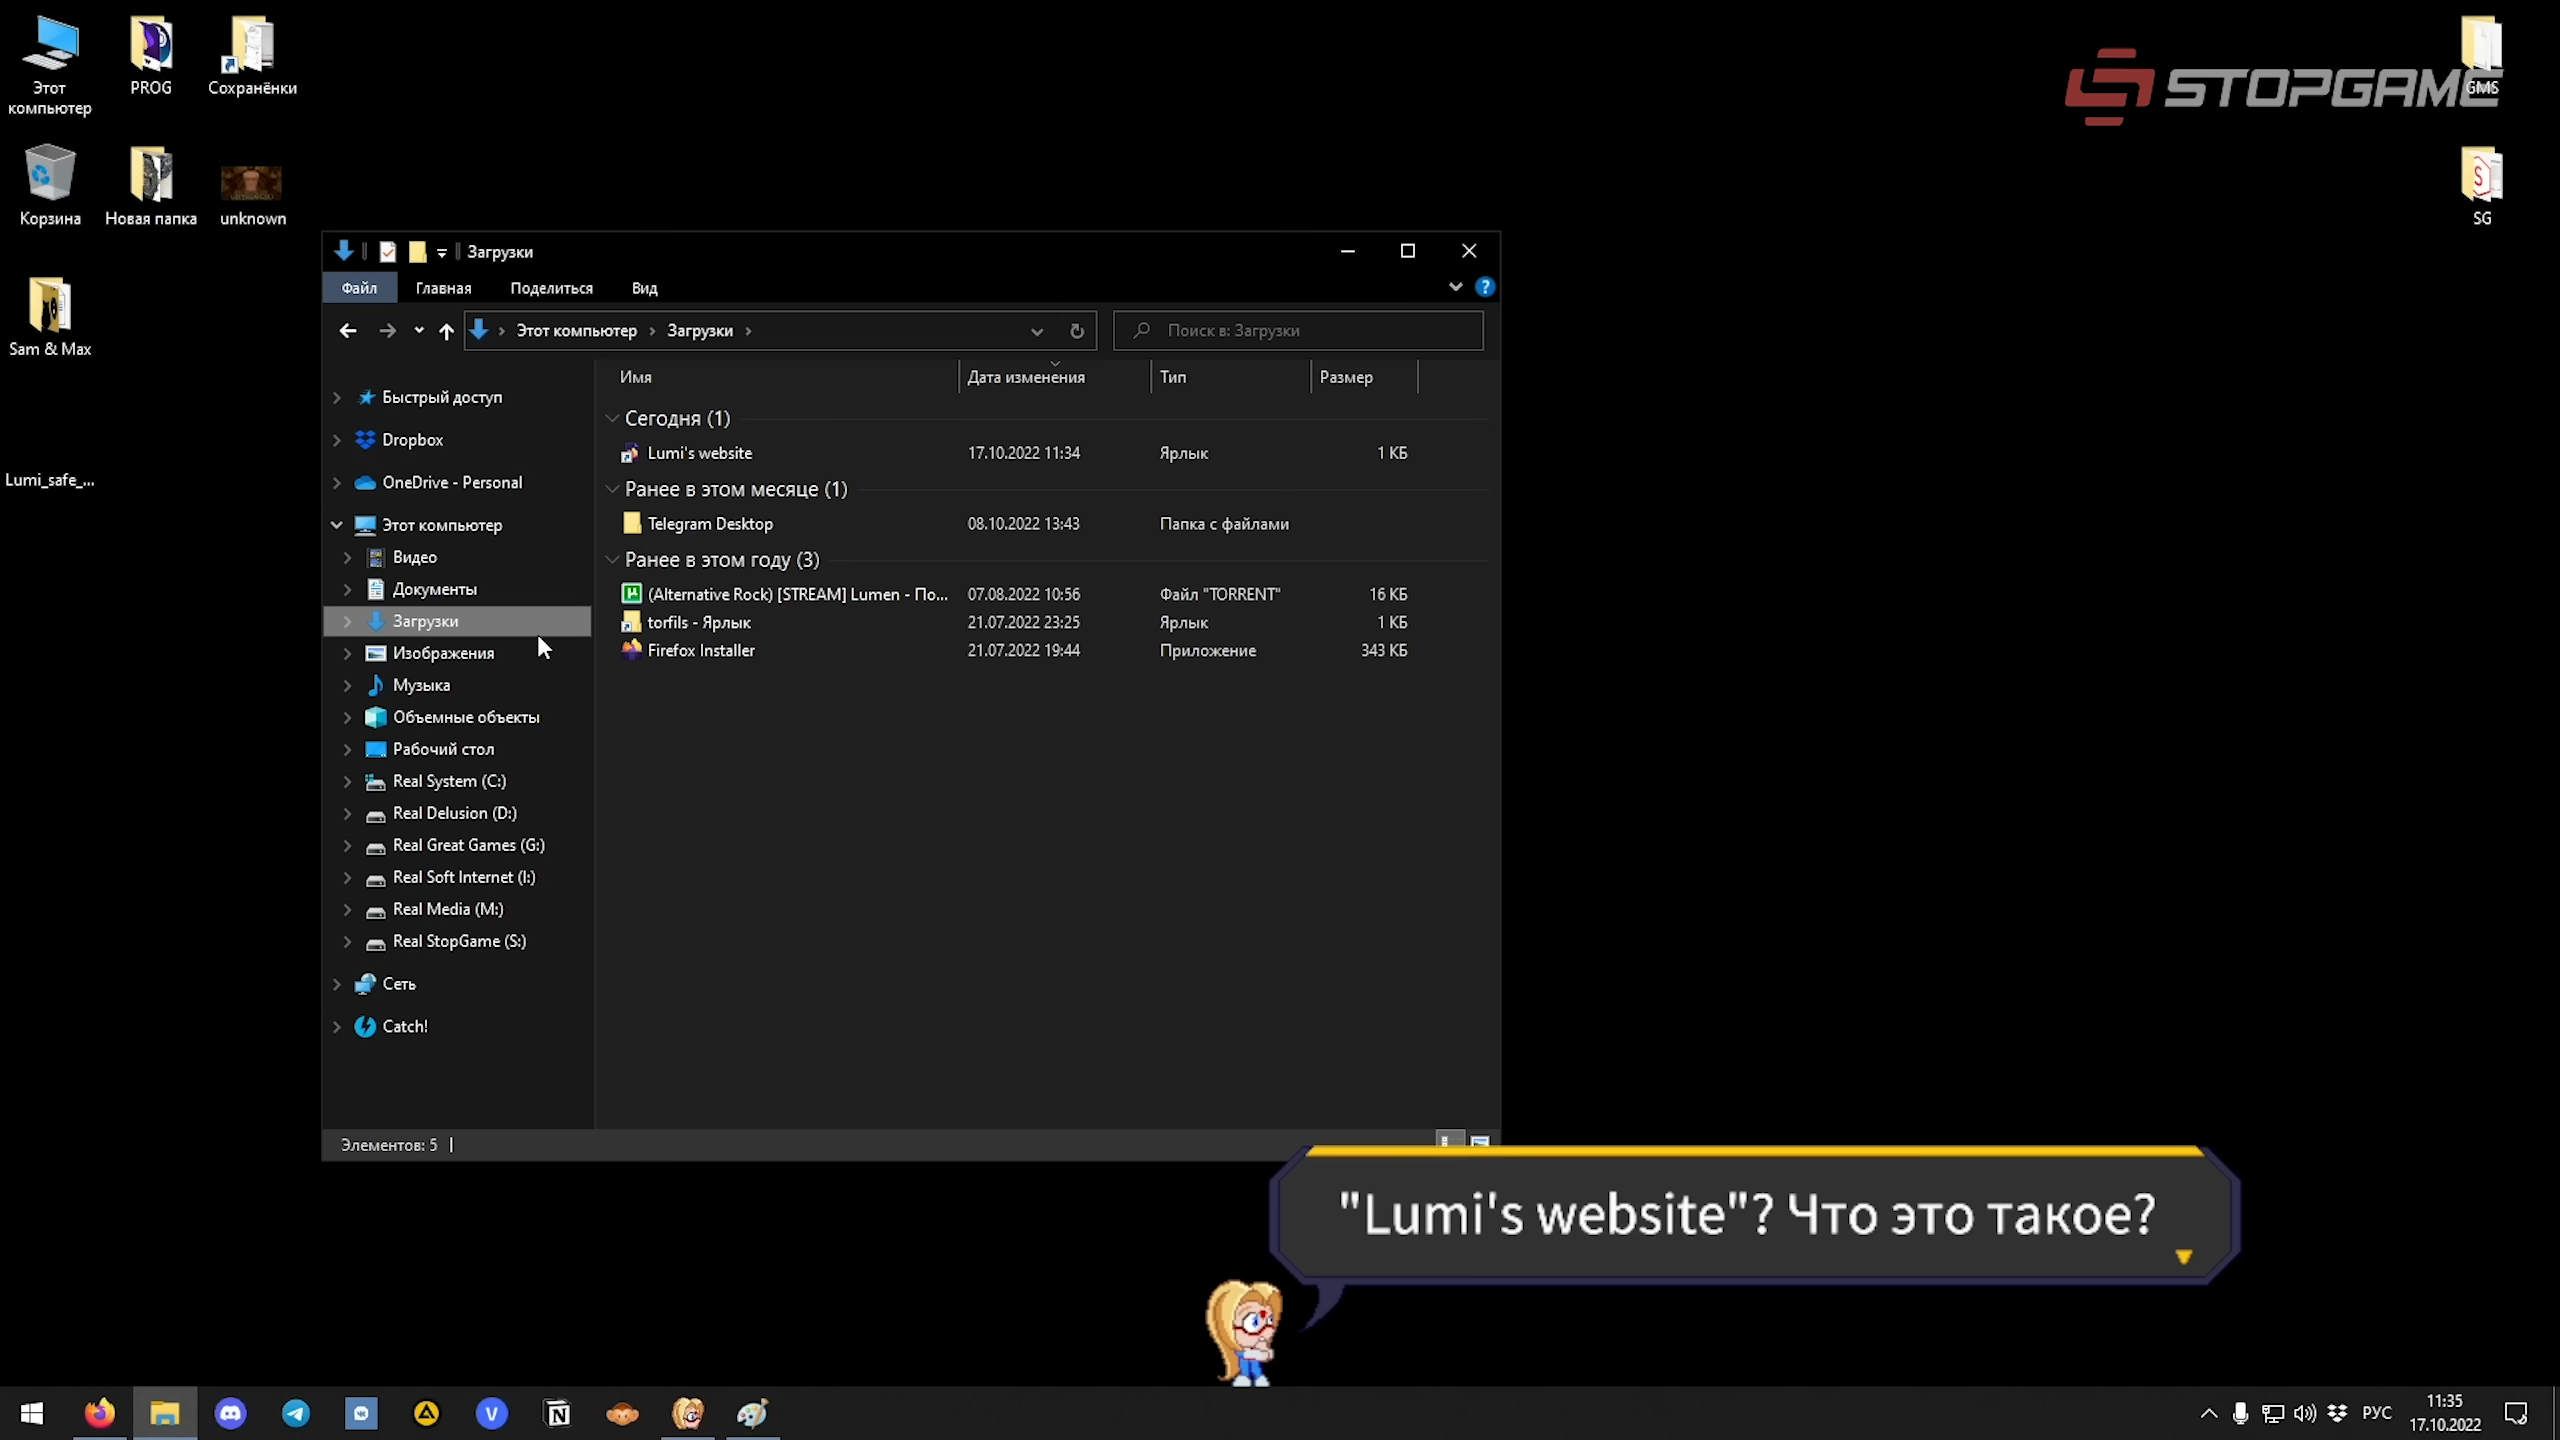 Этот компьютер
PROG
Сохранёнки
GMS
STOPGAME
Корзина
Новая папка
unknown
SG
Sam & Max
Lumi_safe_...
Загрузки
Файл Главная Поделиться Вид
Этот компьютер Загрузки
Поиск в: Загрузки
Имя Дата изменения Тип Размер
Быстрый доступ
Dropbox
OneDrive - Personal
Этот компьютер
Видео
Документы
Загрузки
Изображения
Музыка
Объемные объекты
Рабочий стол
Real System (C:)
Real Delusion (D:)
Real Great Games (G:)
Real Soft Internet (I:)
Real Media (M:)
Real StopGame (S:)
Сеть
Catch!
Сегодня (1)
Lumi's website 17.10.2022 11:34 Ярлык 1 КБ
Ранее в этом месяце (1)
Telegram Desktop 08.10.2022 13:43 Папка с файлами
Ранее в этом году (3)
(Alternative Rock) [STREAM] Lumen - По... 07.08.2022 10:56 Файл "TORRENT" 16 КБ
torfils - Ярлык 21.07.2022 23:25 Ярлык 1 КБ
Firefox Installer 21.07.2022 19:44 Приложение 343 КБ
Элементов: 5
"Lumi's website"? Что это такое?
РУС
11:35
17.10.2022